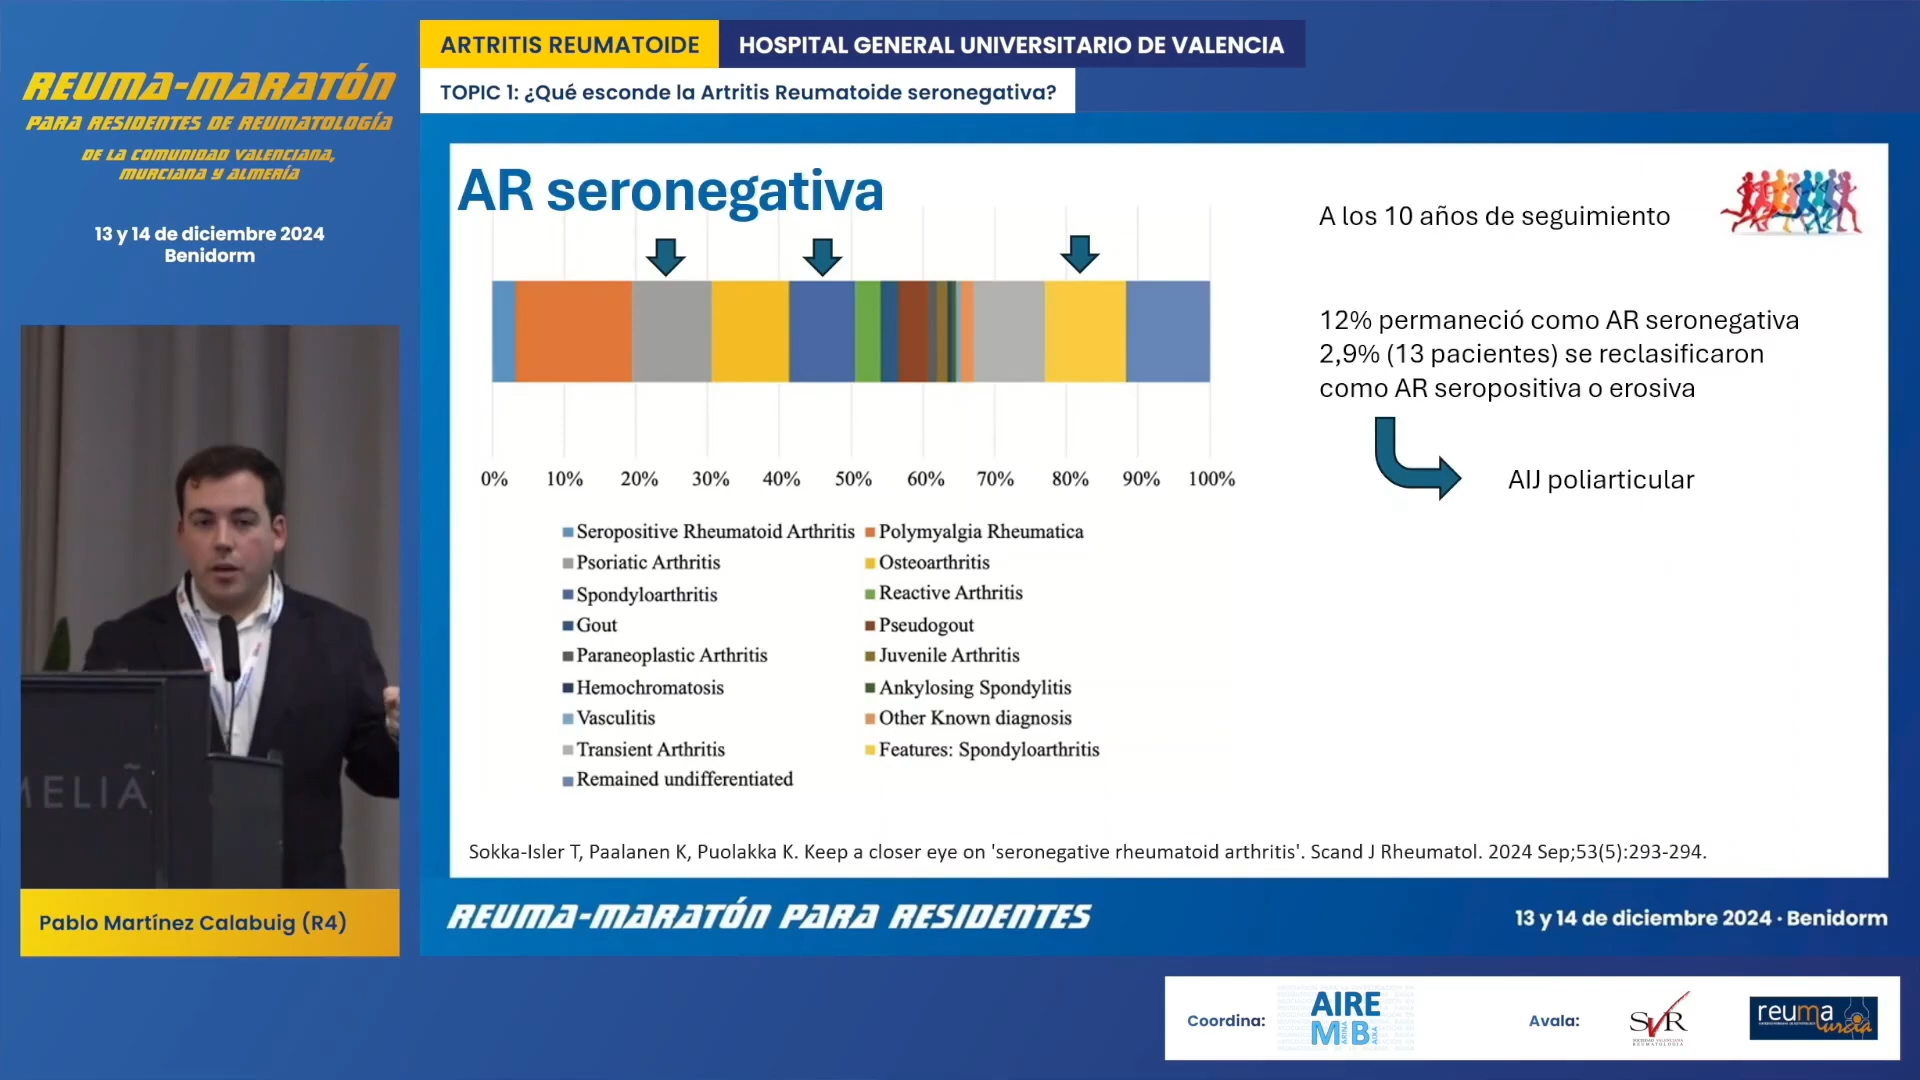 REUMA-MARATÓN
PARA RESIDENTES DE REUMATOLOGÍA
DE LA COMUNIDAD VALENCIANA,
MURCIANA Y ALMERÍA
13 y 14 de diciembre 2024
Benidorm
ARTRITIS REUMATOIDE
HOSPITAL GENERAL UNIVERSITARIO DE VALENCIA
TOPIC 1: ¿Qué esconde la Artritis Reumatoide seronegativa?
AR seronegativa
A los 10 años de seguimiento
12% permaneció como AR seronegativa
2,9% (13 pacientes) se reclasificaron
como AR seropositiva o erosiva
AIJ poliarticular
0% 10% 20% 30% 40% 50% 60% 70% 80% 90% 100%
Seropositive Rheumatoid Arthritis
Polymyalgia Rheumatica
Psoriatic Arthritis
Osteoarthritis
Spondyloarthritis
Reactive Arthritis
Gout
Pseudogout
Paraneoplastic Arthritis
Juvenile Arthritis
Hemochromatosis
Ankylosing Spondylitis
Vasculitis
Other Known diagnosis
Transient Arthritis
Features: Spondyloarthritis
Remained undifferentiated
Sokka-Isler T, Paalanen K, Puolakka K. Keep a closer eye on 'seronegative rheumatoid arthritis'. Scand J Rheumatol. 2024 Sep;53(5):293-294.
MELIÃ
Pablo Martínez Calabuig (R4)
REUMA-MARATÓN PARA RESIDENTES
13 y 14 de diciembre 2024 · Benidorm
Coordina:
AIRE
MB
Avala:
SVR
SOCIEDAD VALENCIANA
REUMATOLOGÍA
reuma
murcia